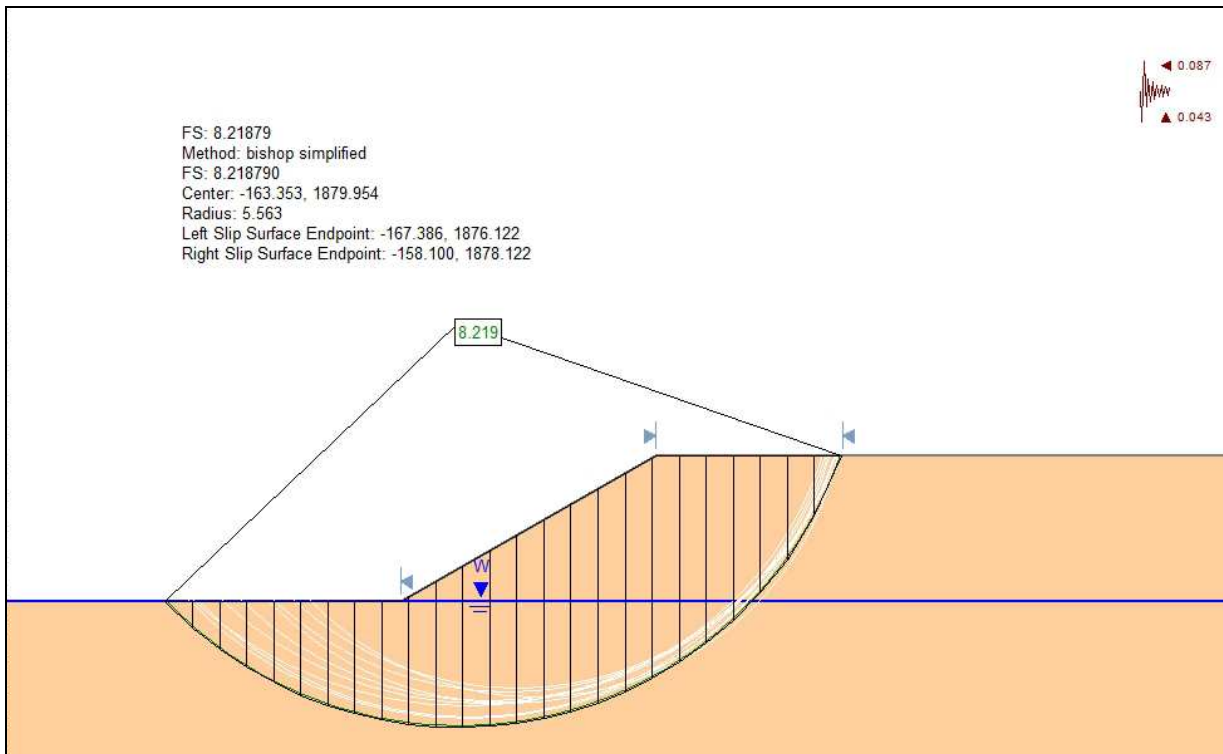 0.087
0.043
FS: 8.21879
Method: bishop simplified
FS: 8.218790
Center: -163.353, 1879.954
Radius: 5.563
Left Slip Surface Endpoint: -167.386, 1876.122
Right Slip Surface Endpoint: -158.100, 1878.122
8.219
W